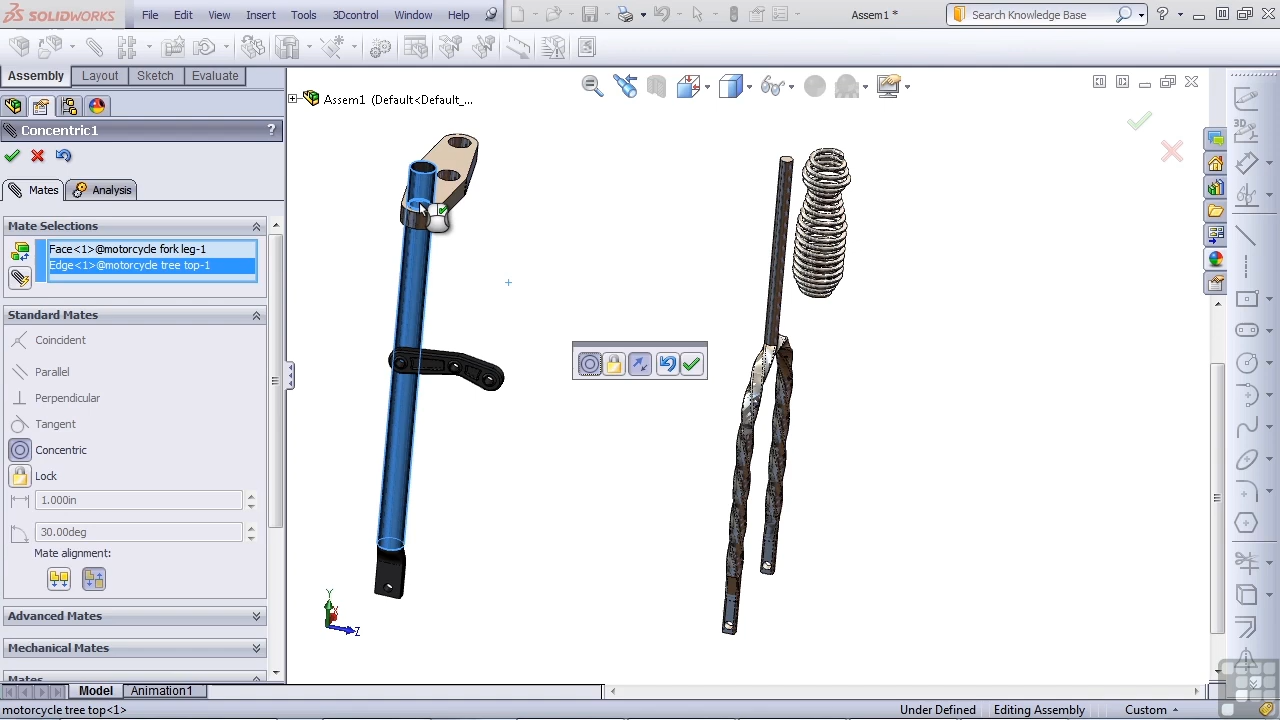 SOLIDWORKS File Edit View Insert Tools 3Dcontrol Window Help Assem1 * Search Knowledge Base ?
Assembly Layout Sketch Evaluate
Assem1 (Default<Default_...
Concentric1 ?
Mates Analysis
Mate Selections
Face<1>@motorcycle fork leg-1
Edge<1>@motorcycle tree top-1
Standard Mates
Coincident
Parallel
Perpendicular
Tangent
Concentric
Lock
1.000in
30.00deg
Mate alignment:
Advanced Mates
Mechanical Mates
Mates
Y
X
Z
3D
Model Animation1
motorcycle tree top<1> Under Defined Editing Assembly Custom